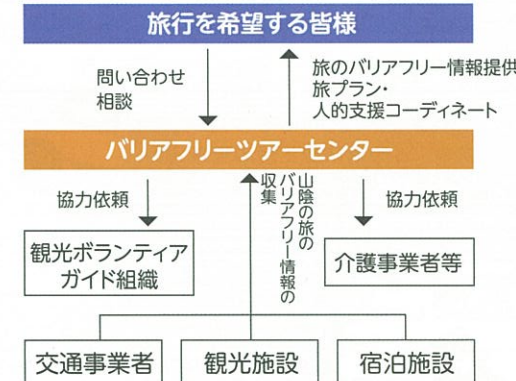 旅行を希望する皆様
問い合わせ
相談
旅のバリアフリー情報提供
旅プラン・
人的支援コーディネート
バリアフリーツアーセンター
協力依頼
山陰の旅の
バリアフリー情報の
収集
協力依頼
観光ボランティア
ガイド組織
介護事業者等
交通事業者
観光施設
宿泊施設